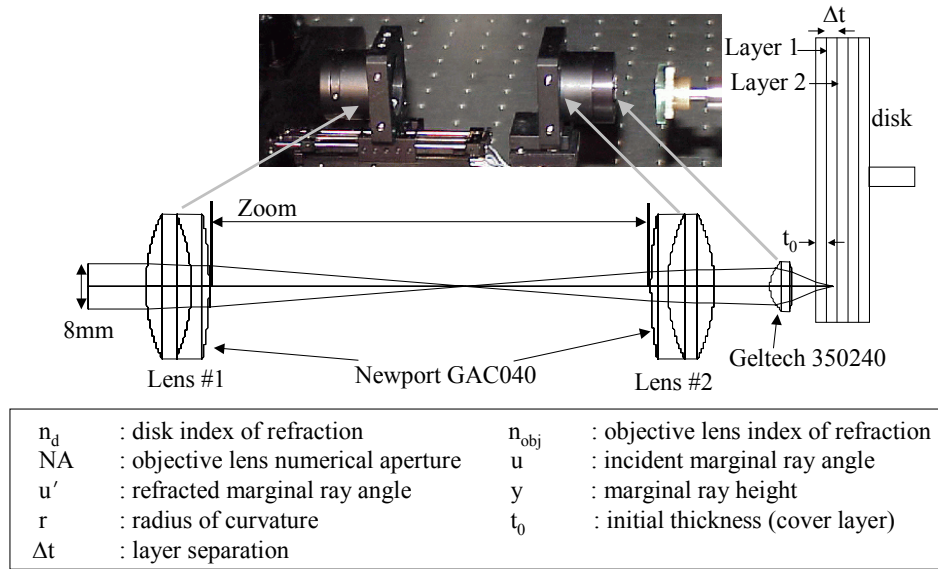 Δt
Layer 1
Layer 2
disk
Zoom
t₀
8mm
Lens #1
Newport GAC040
Lens #2
Geltech 350240
n_d : disk index of refraction
n_obj : objective lens index of refraction
NA : objective lens numerical aperture
u : incident marginal ray angle
u′ : refracted marginal ray angle
y : marginal ray height
r : radius of curvature
t₀ : initial thickness (cover layer)
Δt : layer separation